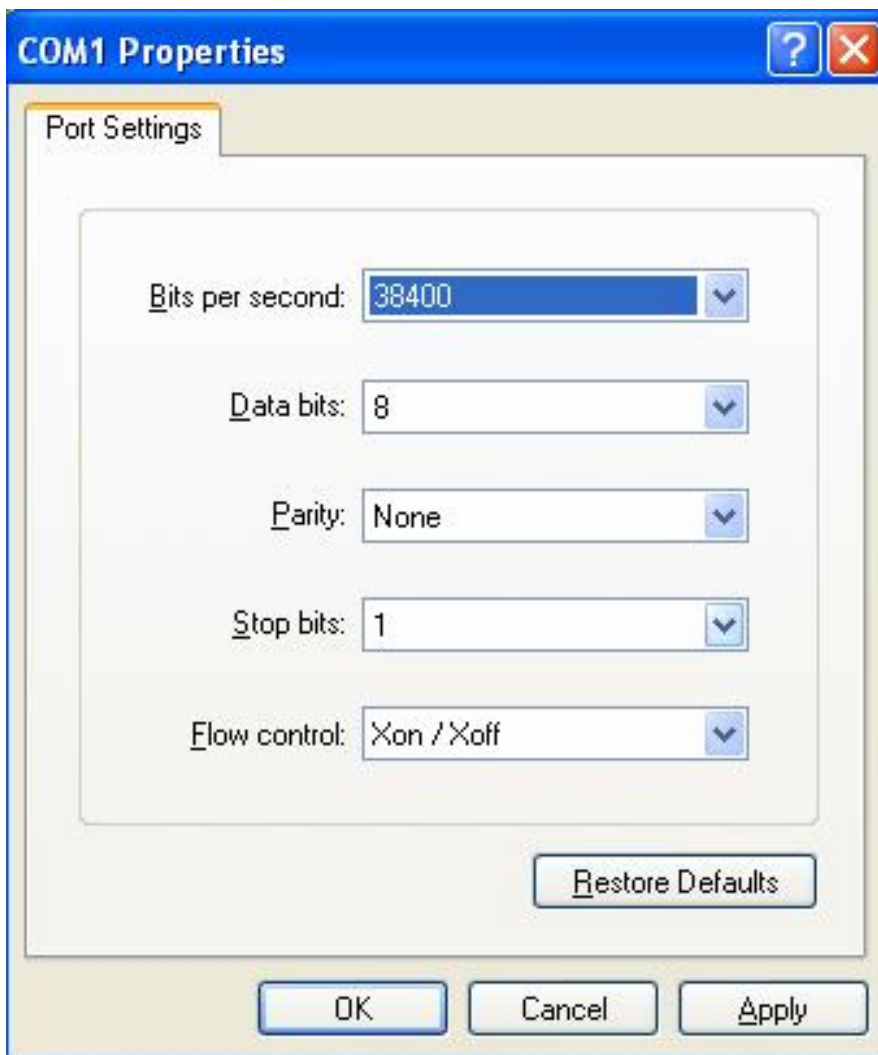 COM1 Properties
Port Settings
Bits per second: 38400
Data bits: 8
Parity: None
Stop bits: 1
Flow control: Xon / Xoff
Restore Defaults
OK Cancel Apply